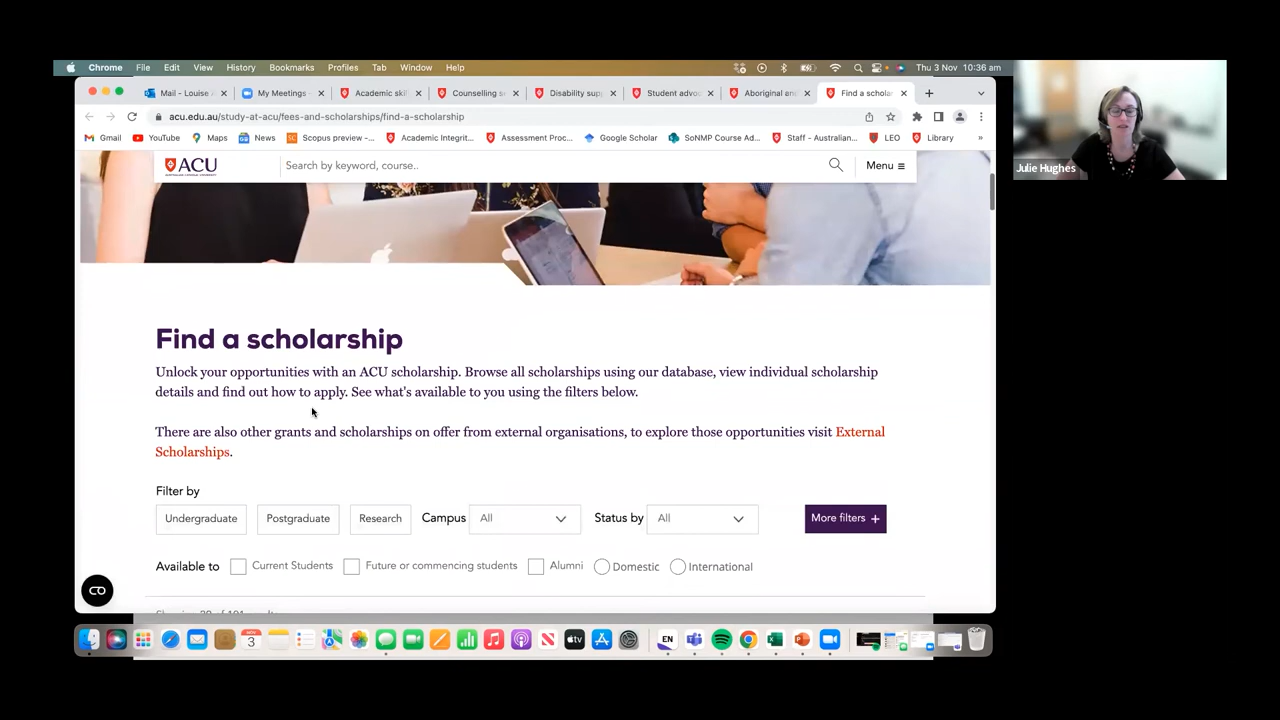 Chrome File Edit View History Bookmarks Profiles Tab Window Help Thu 3 Nov 10:36 am
Mail - Louise A My Meetings - Academic skil Counselling s Disability sup Student advo Aboriginal an Find a scholar
acu.edu.au/study-at-acu/fees-and-scholarships/find-a-scholarship
Gmail YouTube Maps News Scopus preview -... Academic Integrit... Assessment Proc... Google Scholar SoNMP Course Ad... Staff - Australian... LEO Library »
ACU Search by keyword, course.. Menu
Julie Hughes
Find a scholarship
Unlock your opportunities with an ACU scholarship. Browse all scholarships using our database, view individual scholarship
details and find out how to apply. See what's available to you using the filters below.
There are also other grants and scholarships on offer from external organisations, to explore those opportunities visit External
Scholarships.
Filter by
Undergraduate Postgraduate Research Campus All Status by All More filters +
Available to Current Students Future or commencing students Alumni Domestic International
NOV
3 EN tv